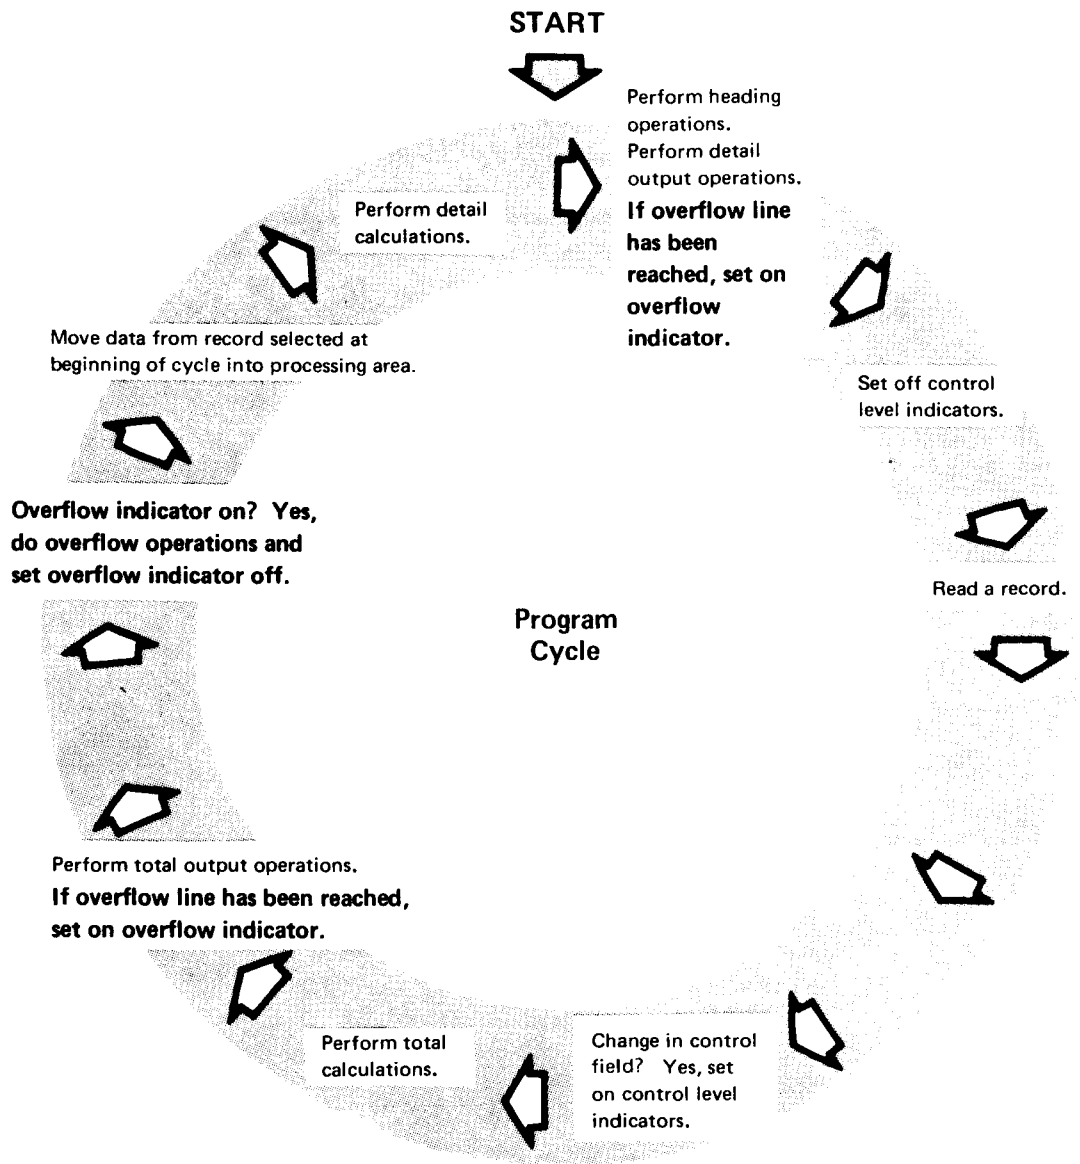 START
Perform heading
operations.
Perform detail
output operations.
If overflow line
has been
reached, set on
overflow
indicator.
Set off control
level indicators.
Read a record.
Change in control
field? Yes, set
on control level
indicators.
Perform total
calculations.
Perform total output operations.
If overflow line has been reached,
set on overflow indicator.
Overflow indicator on? Yes,
do overflow operations and
set overflow indicator off.
Move data from record selected at
beginning of cycle into processing area.
Perform detail
calculations.
Program
Cycle